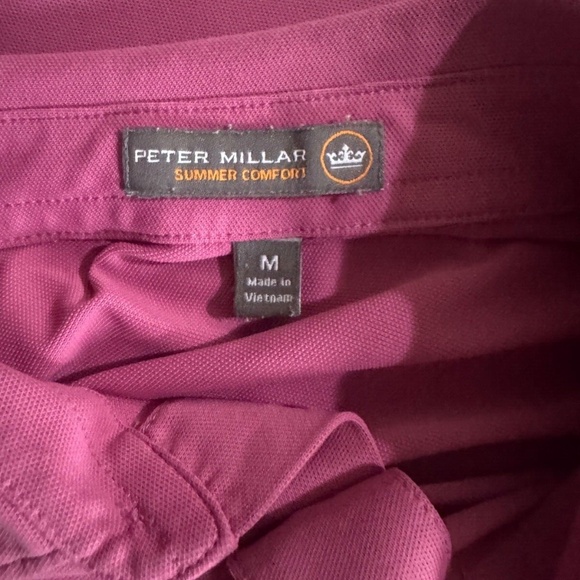 PETER MILLAR
SUMMER COMFORT
M
Made in
Vietnam